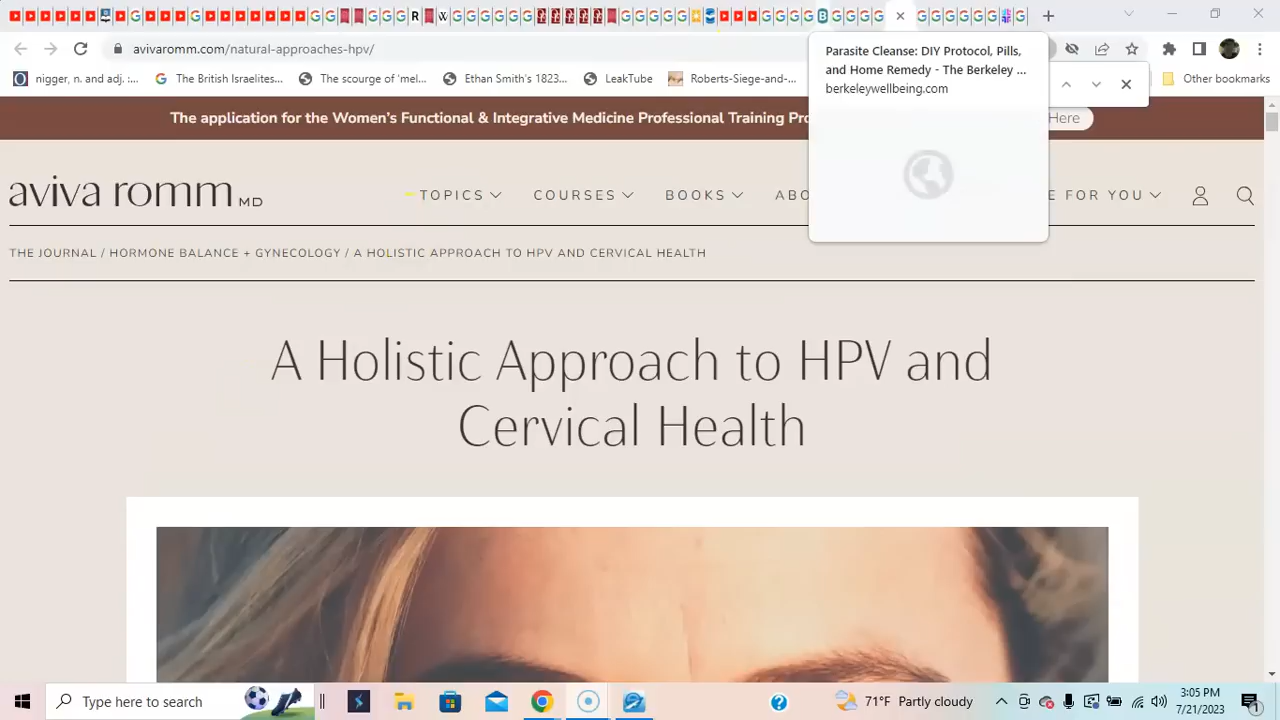 avivaromm.com/natural-approaches-hpv/
Parasite Cleanse: DIY Protocol, Pills,
and Home Remedy - The Berkeley ...
berkeleywellbeing.com
nigger, n. and adj. :...
The British Israelites...
The scourge of 'mel...
Ethan Smith's 1823...
LeakTube
Roberts-Siege-and-...
Other bookmarks
The application for the Women's Functional & Integrative Medicine Professional Training Pro
Here
aviva romm MD
TOPICS
COURSES
BOOKS
ABO
E FOR YOU
THE JOURNAL / HORMONE BALANCE + GYNECOLOGY / A HOLISTIC APPROACH TO HPV AND CERVICAL HEALTH
A Holistic Approach to HPV and
Cervical Health
Type here to search
71°F Partly cloudy
3:05 PM
7/21/2023